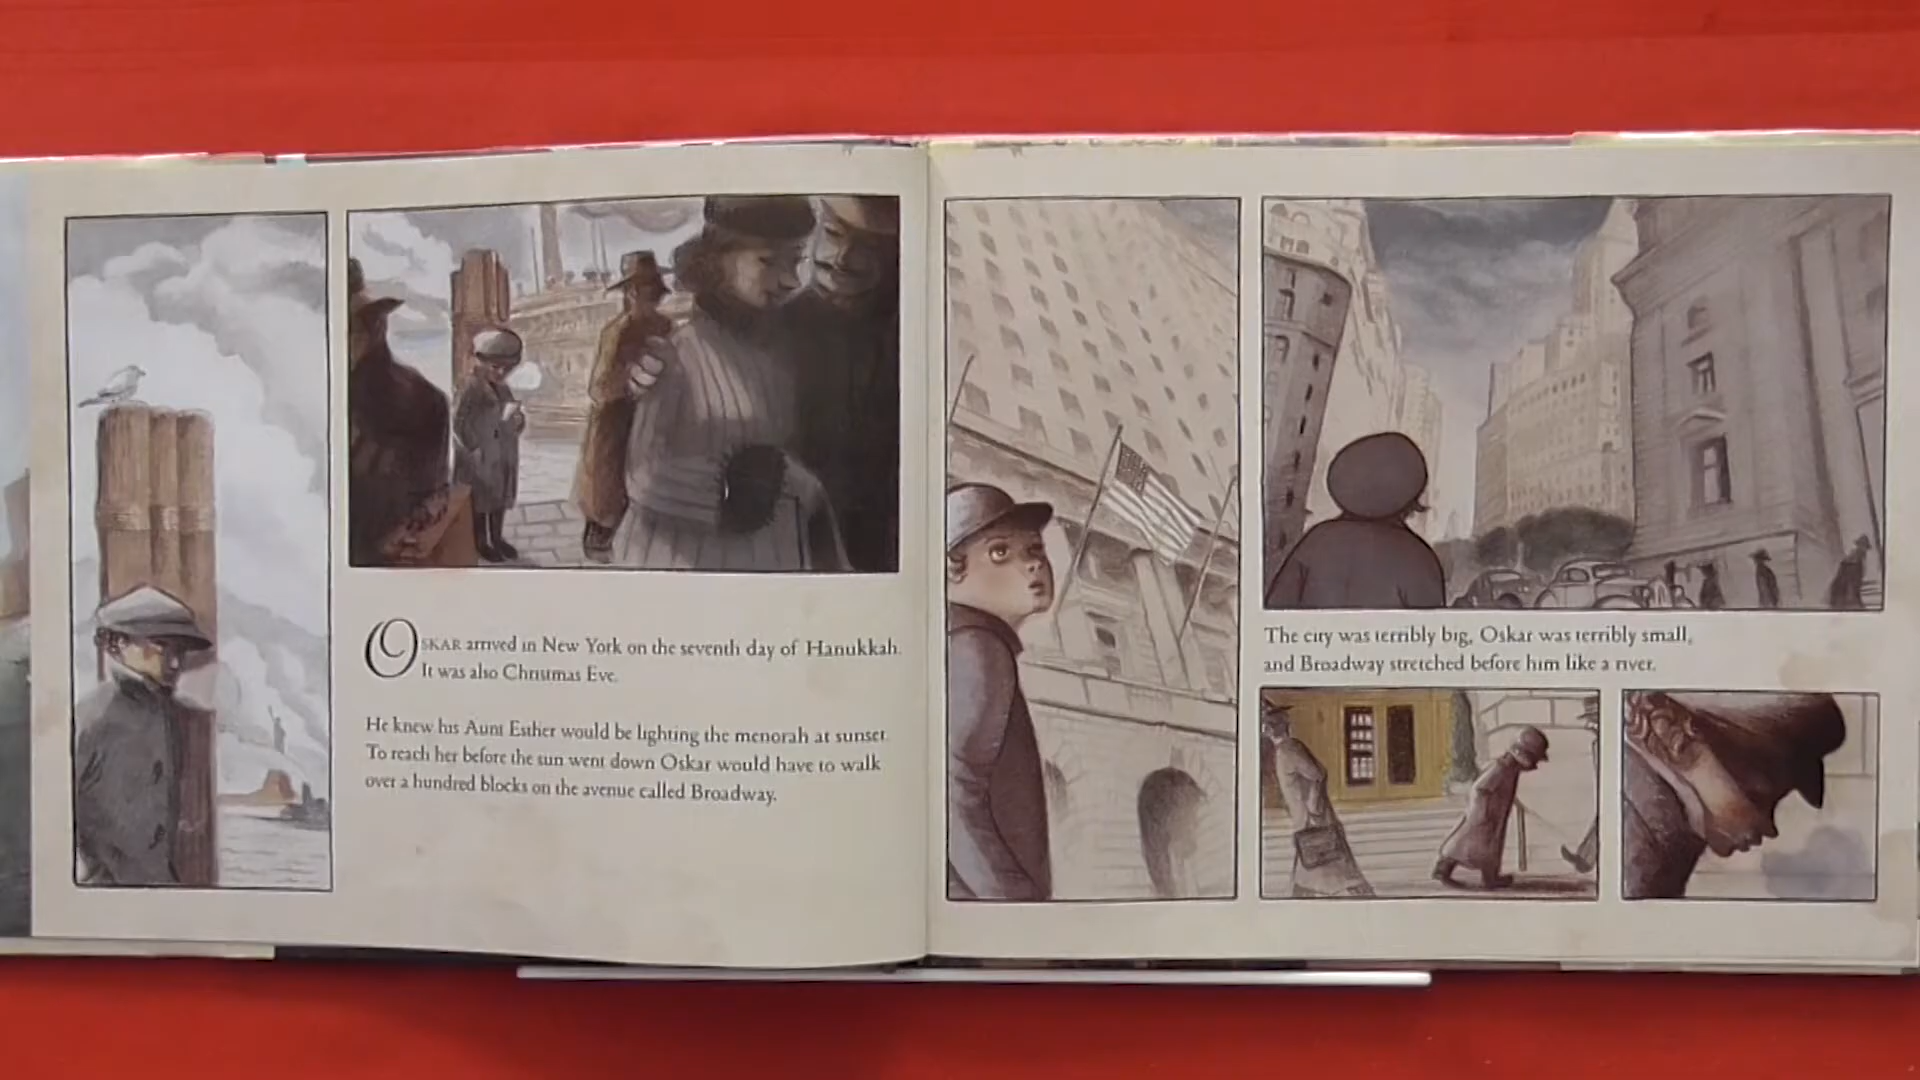 OSKAR arrived in New York on the seventh day of Hanukkah.
It was also Christmas Eve.
He knew his Aunt Esther would be lighting the menorah at sunset.
To reach her before the sun went down Oskar would have to walk
over a hundred blocks on the avenue called Broadway.
The city was terribly big, Oskar was terribly small,
and Broadway stretched before him like a river.